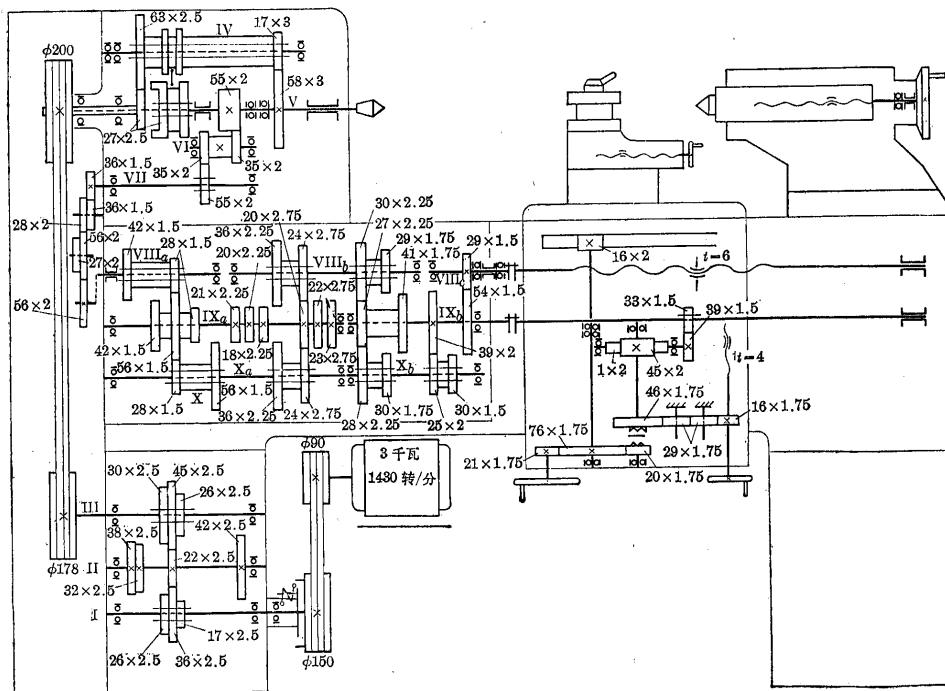 63×2.5
17×3
IV
φ200
55×2
58×3
V
27×2.5
VI
36×1.5
35×2
35×2
VII
55×2
36×1.5
30×2.25
20×2.75
27×2.25
28×2
56×2
42×1.5
28×1.5
36×2.25
24×2.75
29×1.75
29×1.5
20×2.25
41×1.75
16×2
t=6
27×2
VIIIa
VIIIb
VIIIc
22×2.75
54×1.5
21×2.25
33×1.5
56×2
IXa
IXb
39×1.5
42×1.5
18×2.25
23×2.75
39×2
t=4
56×1.5
Xa
Xb
1×2
45×2
X
56×1.5
46×1.75
28×1.5
30×1.75
30×1.5
36×2.25
24×2.75
28×2.25
25×2
16×1.75
φ90
3千瓦
76×1.75
29×1.75
30×2.5
45×2.5
1430转/分
21×1.75
20×1.75
26×2.5
III
38×2.5
42×2.5
22×2.5
φ178
II
32×2.5
I
17×2.5
26×2.5
36×2.5
φ150